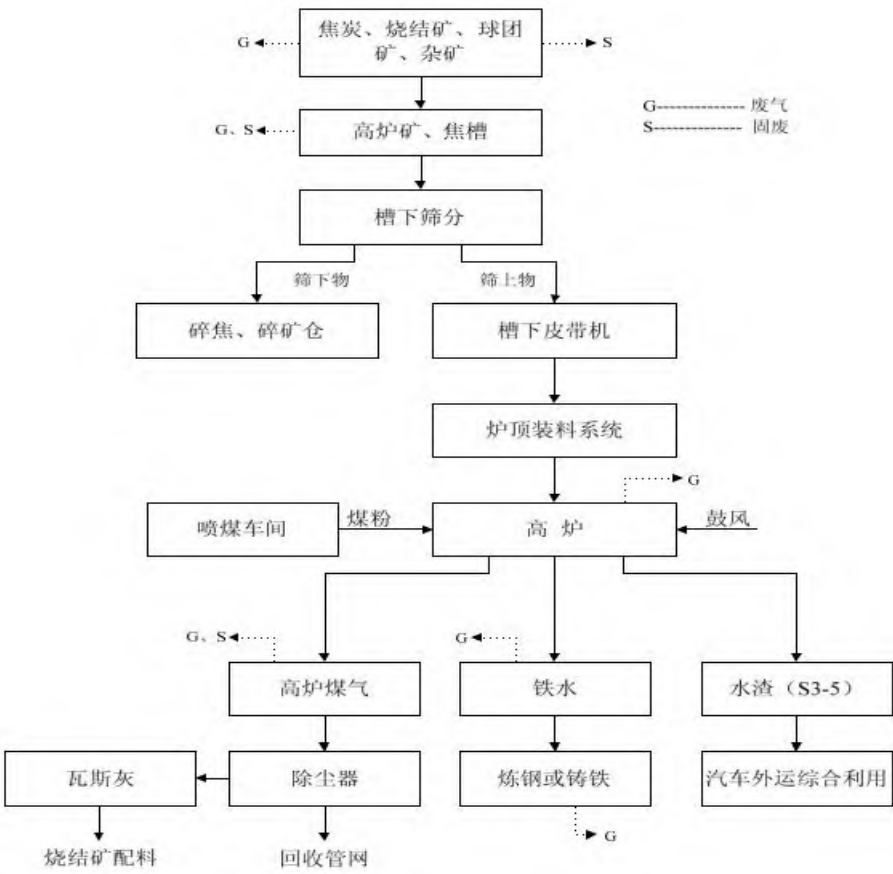 焦炭、烧结矿、球团
矿、杂矿
G
S
G-------------- 废气
S-------------- 固废
G、S
高炉矿、焦槽
槽下筛分
筛下物
筛上物
碎焦、碎矿仓
槽下皮带机
炉顶装料系统
G
喷煤车间
煤粉
高 炉
鼓风
G、S
G
高炉煤气
铁水
水渣（S3-5）
瓦斯灰
除尘器
炼钢或铸铁
汽车外运综合利用
G
烧结矿配料
回收管网